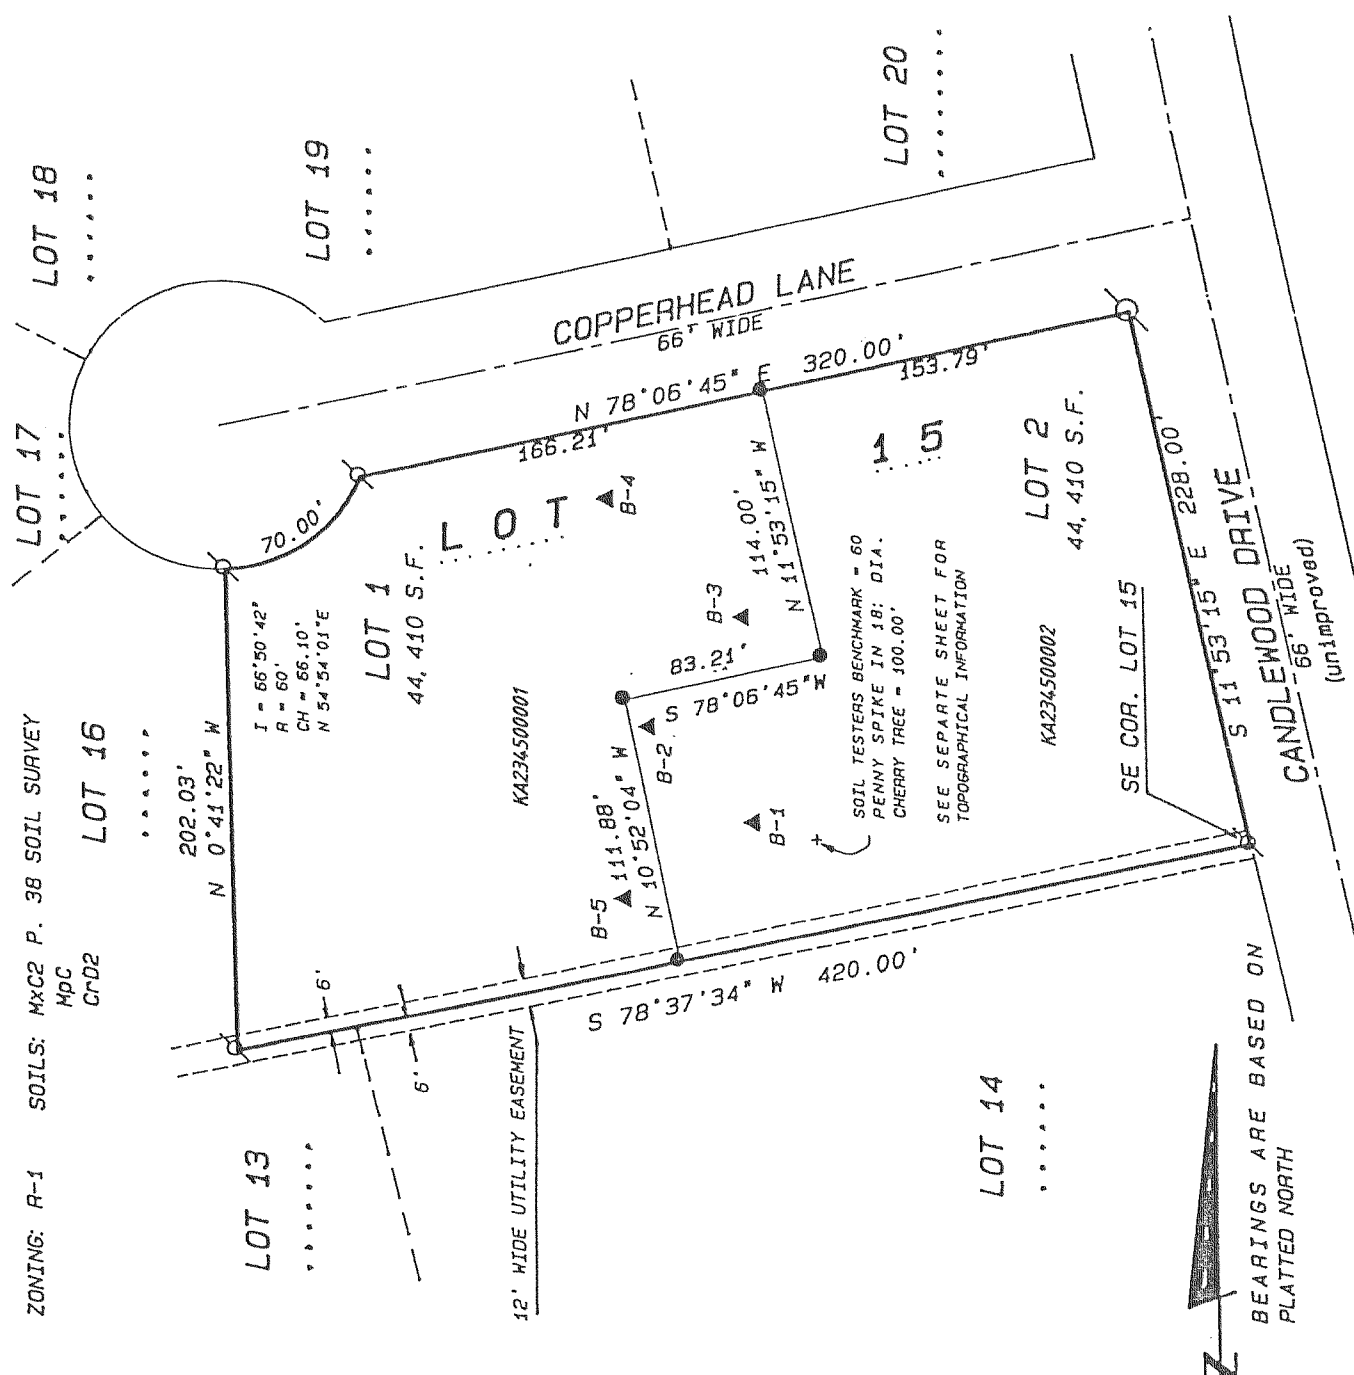 ZONING: R-1 SOILS: MxC2 P. 38 SOIL SURVEY
MpC
CrD2
LOT 16
......
202.03'
N 0°41'22" W
LOT 17
......
LOT 18
......
LOT 19
......
LOT 20
.......
70.00'
I = 66°50'42"
R = 60'
CH = 66.10'
N 54°54'01"E
LOT 1
44,410 S.F.
KA234500001
L O T
1 5
COPPERHEAD LANE
66' WIDE
N 78°06'45" E 320.00'
166.21'
153.79'
B-4
B-3
B-2
B-1
B-5
114.00'
N 11°53'15" W
83.21'
S 78°06'45"W
111.88'
N 10°52'04" W
SOIL TESTERS BENCHMARK = 60
PENNY SPIKE IN 18: DIA.
CHERRY TREE = 100.00'
SEE SEPARATE SHEET FOR
TOPOGRAPHICAL INFORMATION
LOT 2
44,410 S.F.
KA234500002
SE COR. LOT 15
S 11°53'15" E 228.00'
CANDLEWOOD DRIVE
66' WIDE
(unimproved)
6'
6'
12' WIDE UTILITY EASEMENT
S 78°37'34" W 420.00'
LOT 13
.......
LOT 14
......
N
BEARINGS ARE BASED ON
PLATTED NORTH